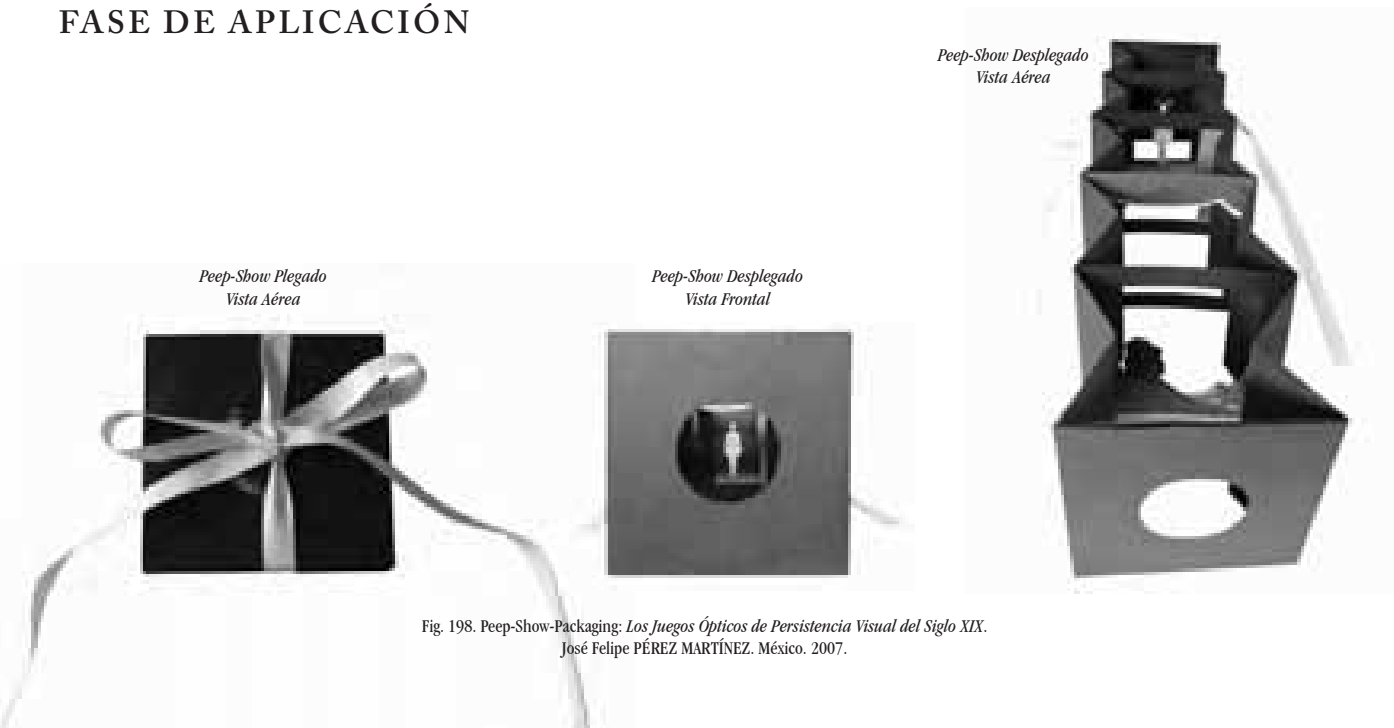 FASE DE APLICACIÓN
Peep-Show Desplegado
Vista Aérea
Peep-Show Plegado
Vista Aérea
Peep-Show Desplegado
Vista Frontal
Fig. 198. Peep-Show-Packaging: Los Juegos Ópticos de Persistencia Visual del Siglo XIX.
José Felipe PÉREZ MARTÍNEZ. México. 2007.